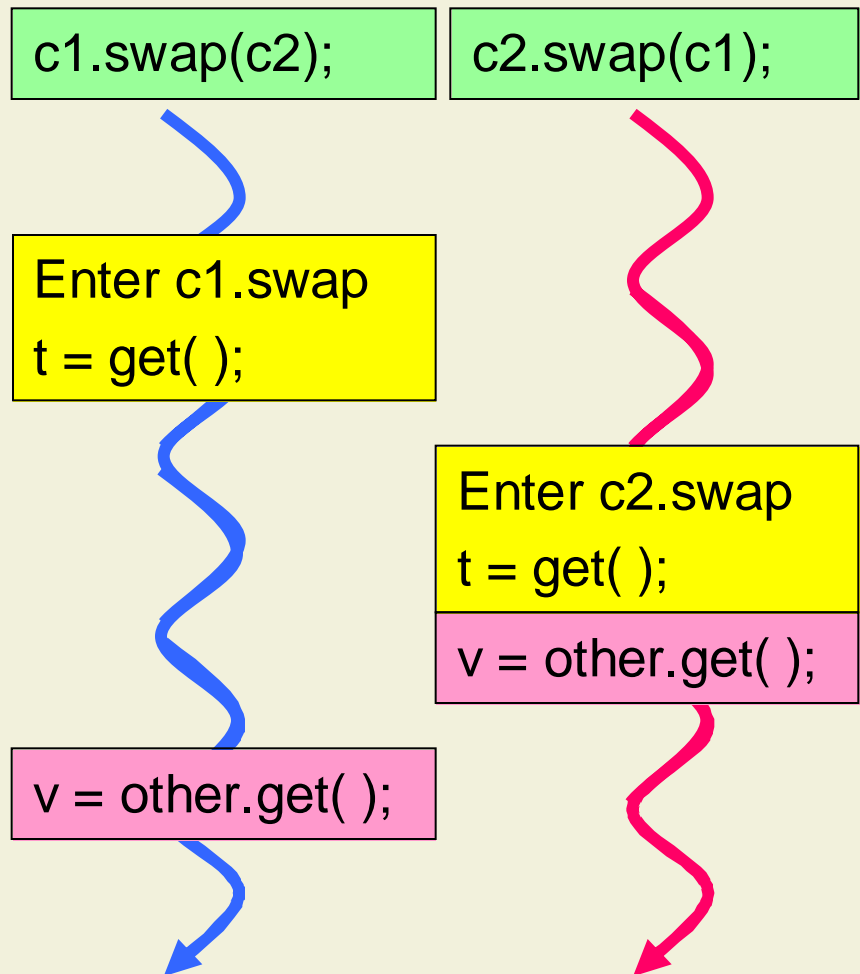 c1.swap(c2);
c2.swap(c1);
Enter c1.swap
t = get( );
Enter c2.swap
t = get( );
v = other.get( );
v = other.get( );